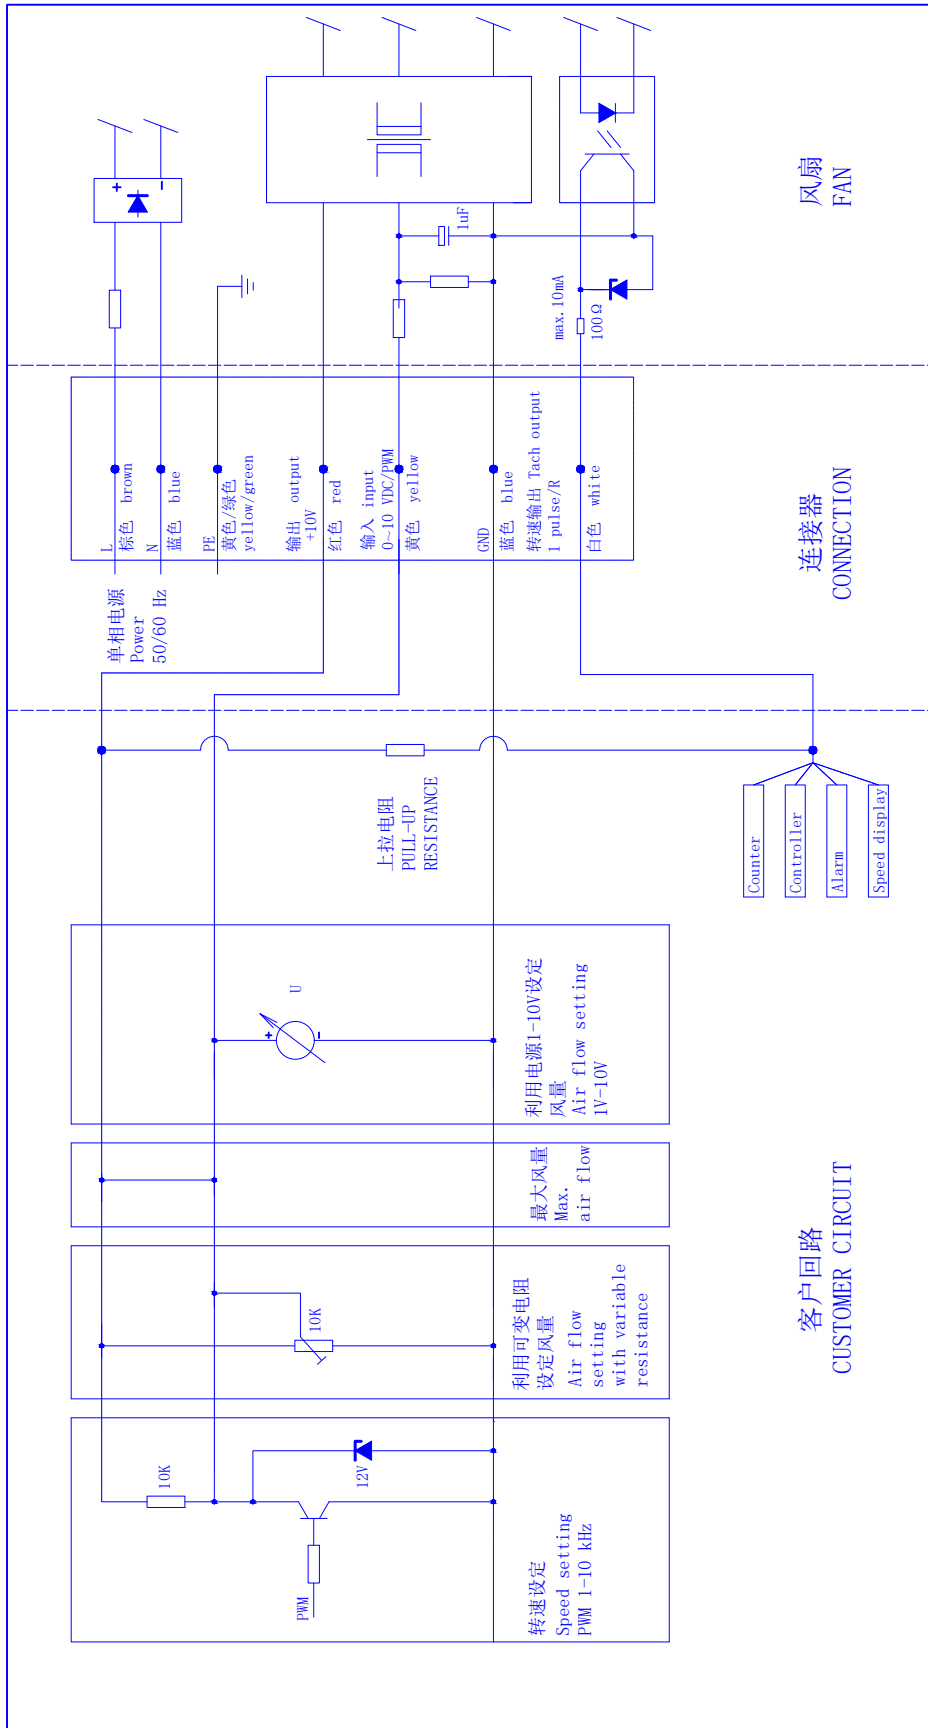 客户回路
CUSTOMER CIRCUIT
连接器
CONNECTION
风扇
FAN
PWM
10K
12V
转速设定
Speed setting
PWM 1-10 kHz
10K
利用可变电阻
设定风量
Air flow
setting
with variable
resistance
最大风量
Max.
air flow
U
+
-
利用电源1-10V设定
风量
Air flow setting
1V-10V
上拉电阻
PULL-UP
RESISTANCE
Counter
Controller
Alarm
Speed display
单相电源
Power
50/60 Hz
L
棕色 brown
N
蓝色 blue
PE
黄色/绿色
yellow/green
输出 output
+10V
红色 red
输入 input
0~10 VDC/PWM
黄色 yellow
GND
蓝色 blue
转速输出 Tach output
1 pulse/R
白色 white
+
-
1uF
max.10mA
100Ω